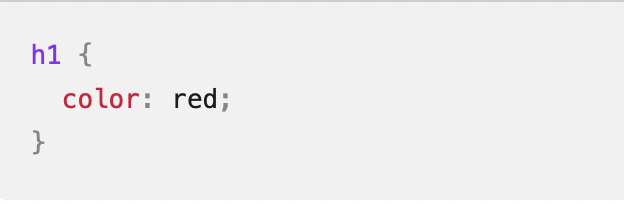 h1 {
  color: red;
}